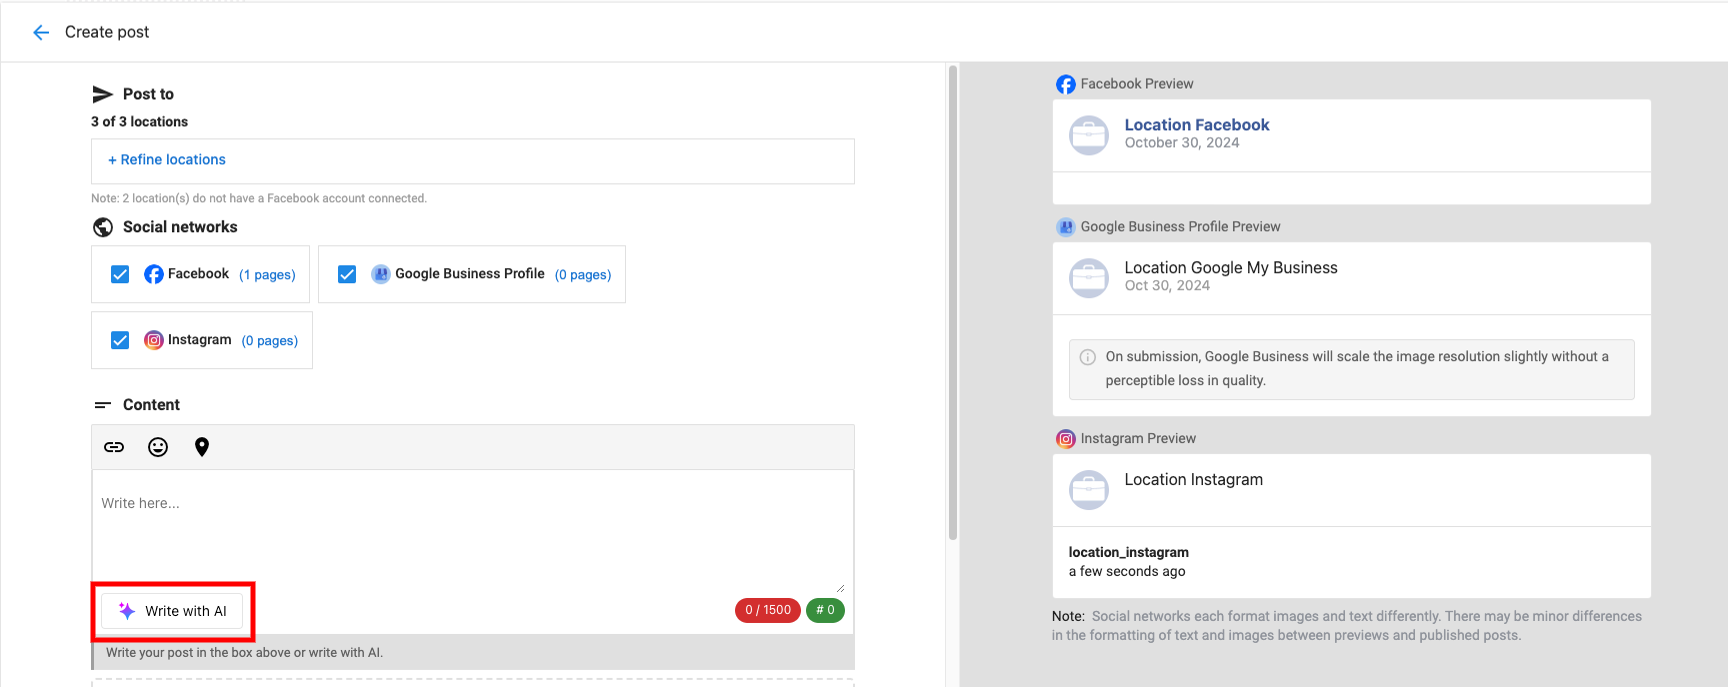 Create post
Post to
3 of 3 locations
+ Refine locations
Note: 2 location(s) do not have a Facebook account connected.
Social networks
Facebook (1 pages)
Google Business Profile (0 pages)
Instagram (0 pages)
Content
Write here...
Write with AI
0 / 1500
# 0
Write your post in the box above or write with AI.
Facebook Preview
Location Facebook
October 30, 2024
Google Business Profile Preview
Location Google My Business
Oct 30, 2024
On submission, Google Business will scale the image resolution slightly without a
perceptible loss in quality.
Instagram Preview
Location Instagram
location_instagram
a few seconds ago
Note: Social networks each format images and text differently. There may be minor differences
in the formatting of text and images between previews and published posts.